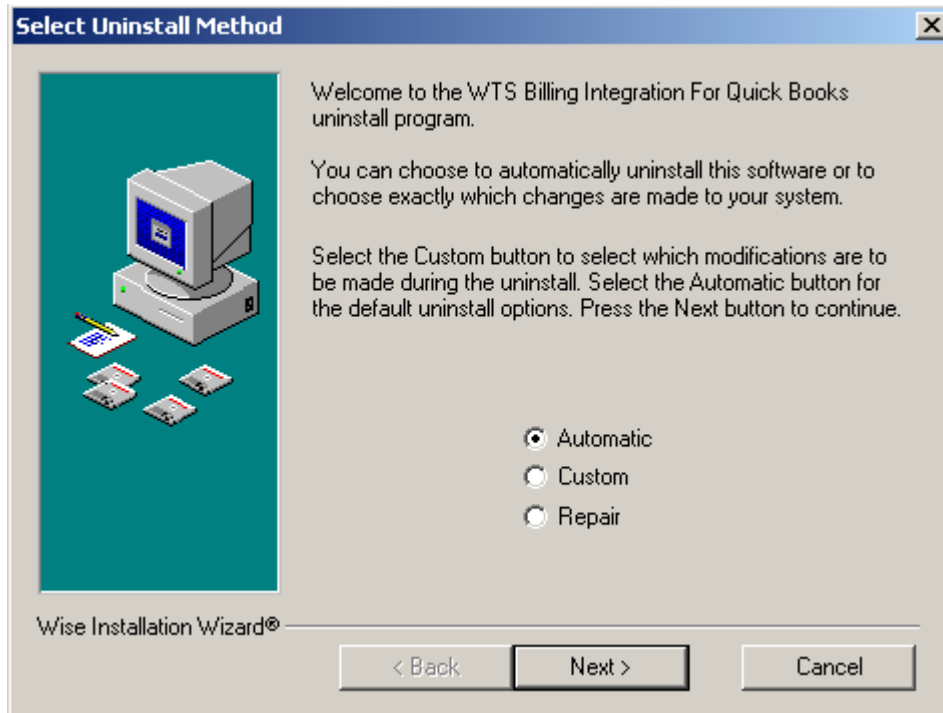 Select Uninstall Method
Welcome to the WTS Billing Integration For Quick Books
uninstall program.
You can choose to automatically uninstall this software or to
choose exactly which changes are made to your system.
Select the Custom button to select which modifications are to
be made during the uninstall. Select the Automatic button for
the default uninstall options. Press the Next button to continue.
Automatic
Custom
Repair
Wise Installation Wizard®
< Back
Next >
Cancel